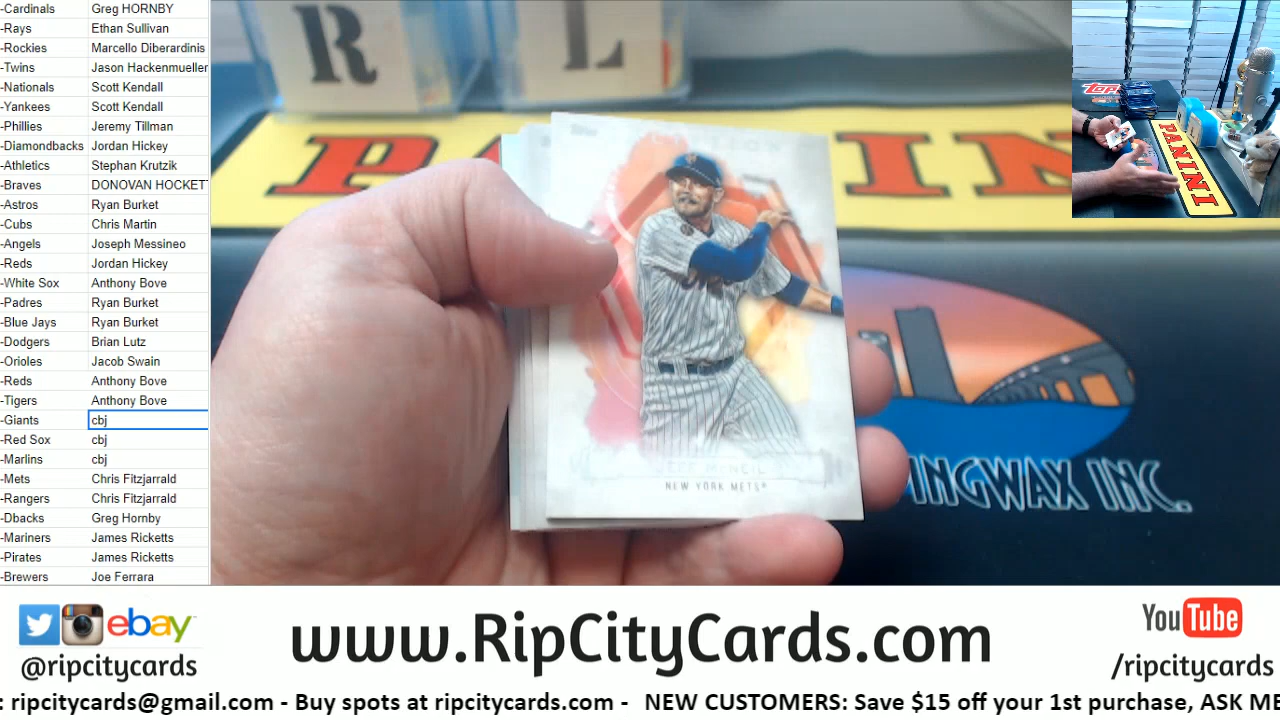 -Cardinals Greg HORNBY
-Rays Ethan Sullivan
-Rockies Marcello Diberardinis
-Twins Jason Hackenmueller
-Nationals Scott Kendall
-Yankees Scott Kendall
-Phillies Jeremy Tillman
-Diamondbacks Jordan Hickey
-Athletics Stephan Krutzik
-Braves DONOVAN HOCKET
-Astros Ryan Burket
-Cubs Chris Martin
-Angels Joseph Messineo
-Reds Jordan Hickey
-White Sox Anthony Bove
-Padres Ryan Burket
-Blue Jays Ryan Burket
-Dodgers Brian Lutz
-Orioles Jacob Swain
-Reds Anthony Bove
-Tigers Anthony Bove
-Giants cbj
-Red Sox cbj
-Marlins cbj
-Mets Chris Fitzjarrald
-Rangers Chris Fitzjarrald
-Dbacks Greg Hornby
-Mariners James Ricketts
-Pirates James Ricketts
-Brewers Joe Ferrara
R L
NEW YORK METS
INGWAX INC.
Topps
PANINI
ebay
@ripcitycards
www.RipCityCards.com
YouTube
/ripcitycards
: ripcitycards@gmail.com - Buy spots at ripcitycards.com - NEW CUSTOMERS: Save $15 off your 1st purchase, ASK ME